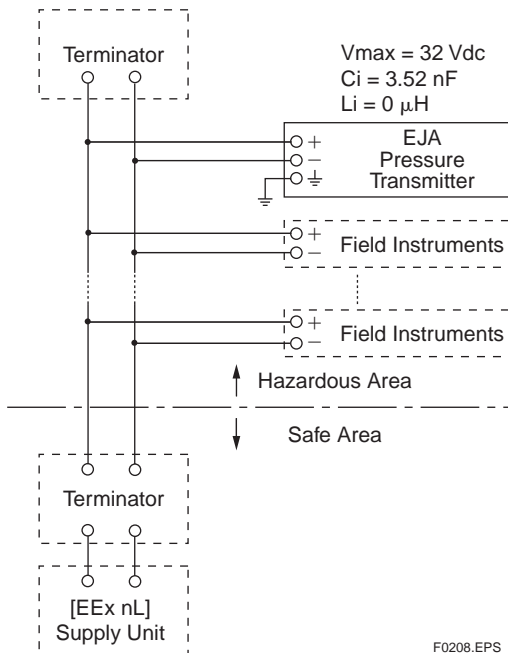 Terminator
Vmax = 32 Vdc
Ci = 3.52 nF
Li = 0 μH
+
−
EJA
Pressure
Transmitter
+
−
Field Instruments
+
−
Field Instruments
Hazardous Area
Safe Area
Terminator
[EEx nL]
Supply Unit
F0208.EPS